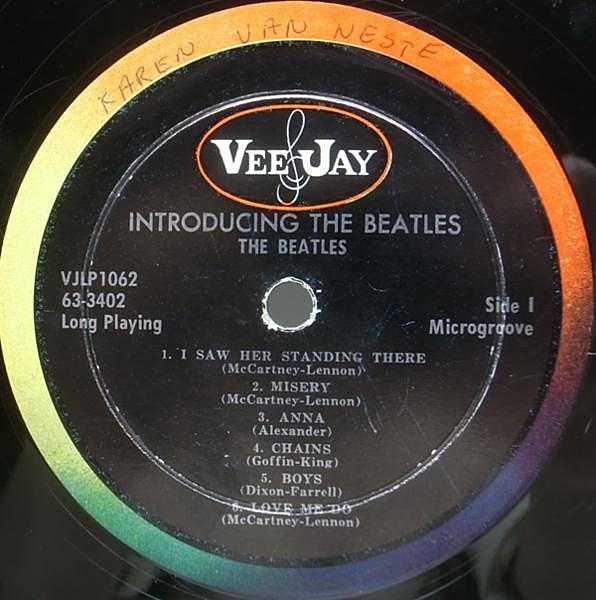 KAREN VAN NESTE
VEE JAY
INTRODUCING THE BEATLES
THE BEATLES
VJLP1062
63-3402
Long Playing
Side 1
Microgroove
1. I SAW HER STANDING THERE
(McCartney-Lennon)
2. MISERY
(McCartney-Lennon)
3. ANNA
(Alexander)
4. CHAINS
(Goffin-King)
5. BOYS
(Dixon-Farrell)
6. LOVE ME DO
(McCartney-Lennon)